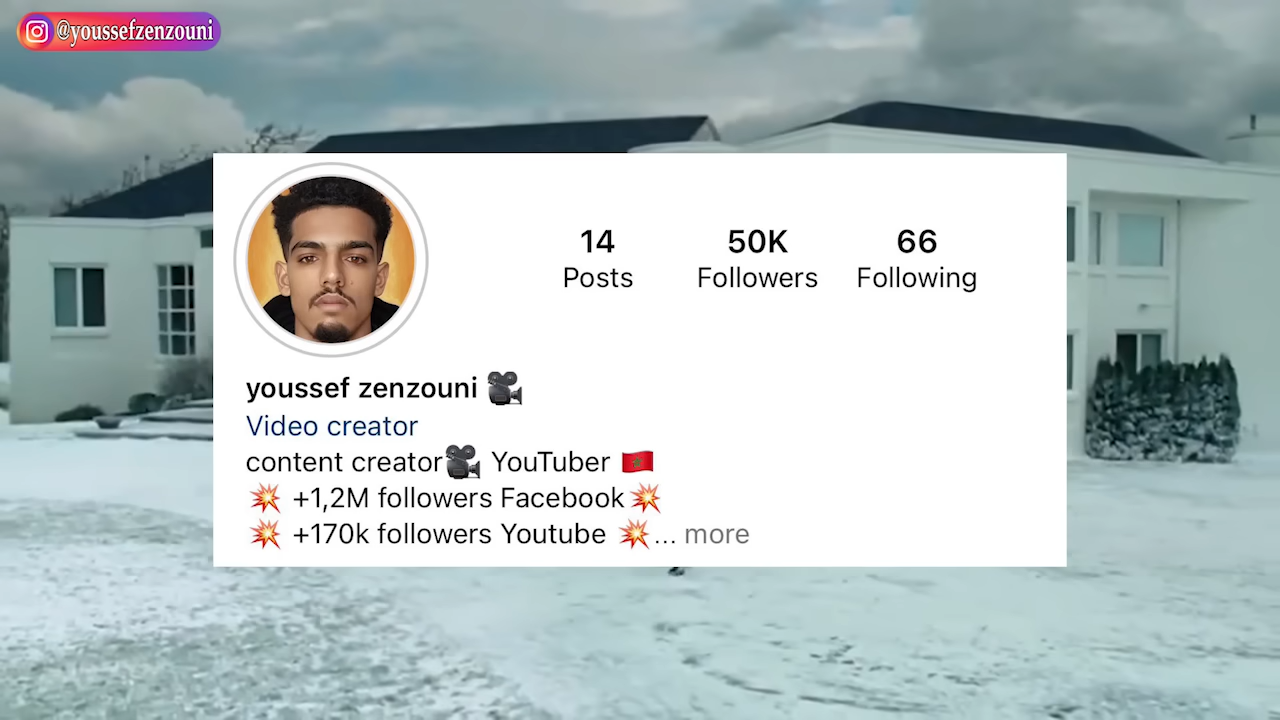 @youssefzenzouni
14 50K 66
Posts Followers Following
youssef zenzouni 🎥
Video creator
content creator🎥 YouTuber 🇲🇦
💥 +1,2M followers Facebook💥
💥 +170k followers Youtube 💥... more